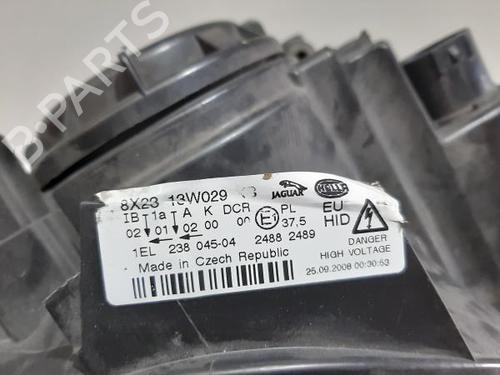 B-PARTS
8X23 13W029
JAGUAR
HELLA
IB 1a A K DCR PL EU
02 01 02 00 00 E1 37,5 HID
1EL 238 045-04 2488 2489
DANGER
HIGH VOLTAGE
Made in Czech Republic
25.09.2008 00:30:53